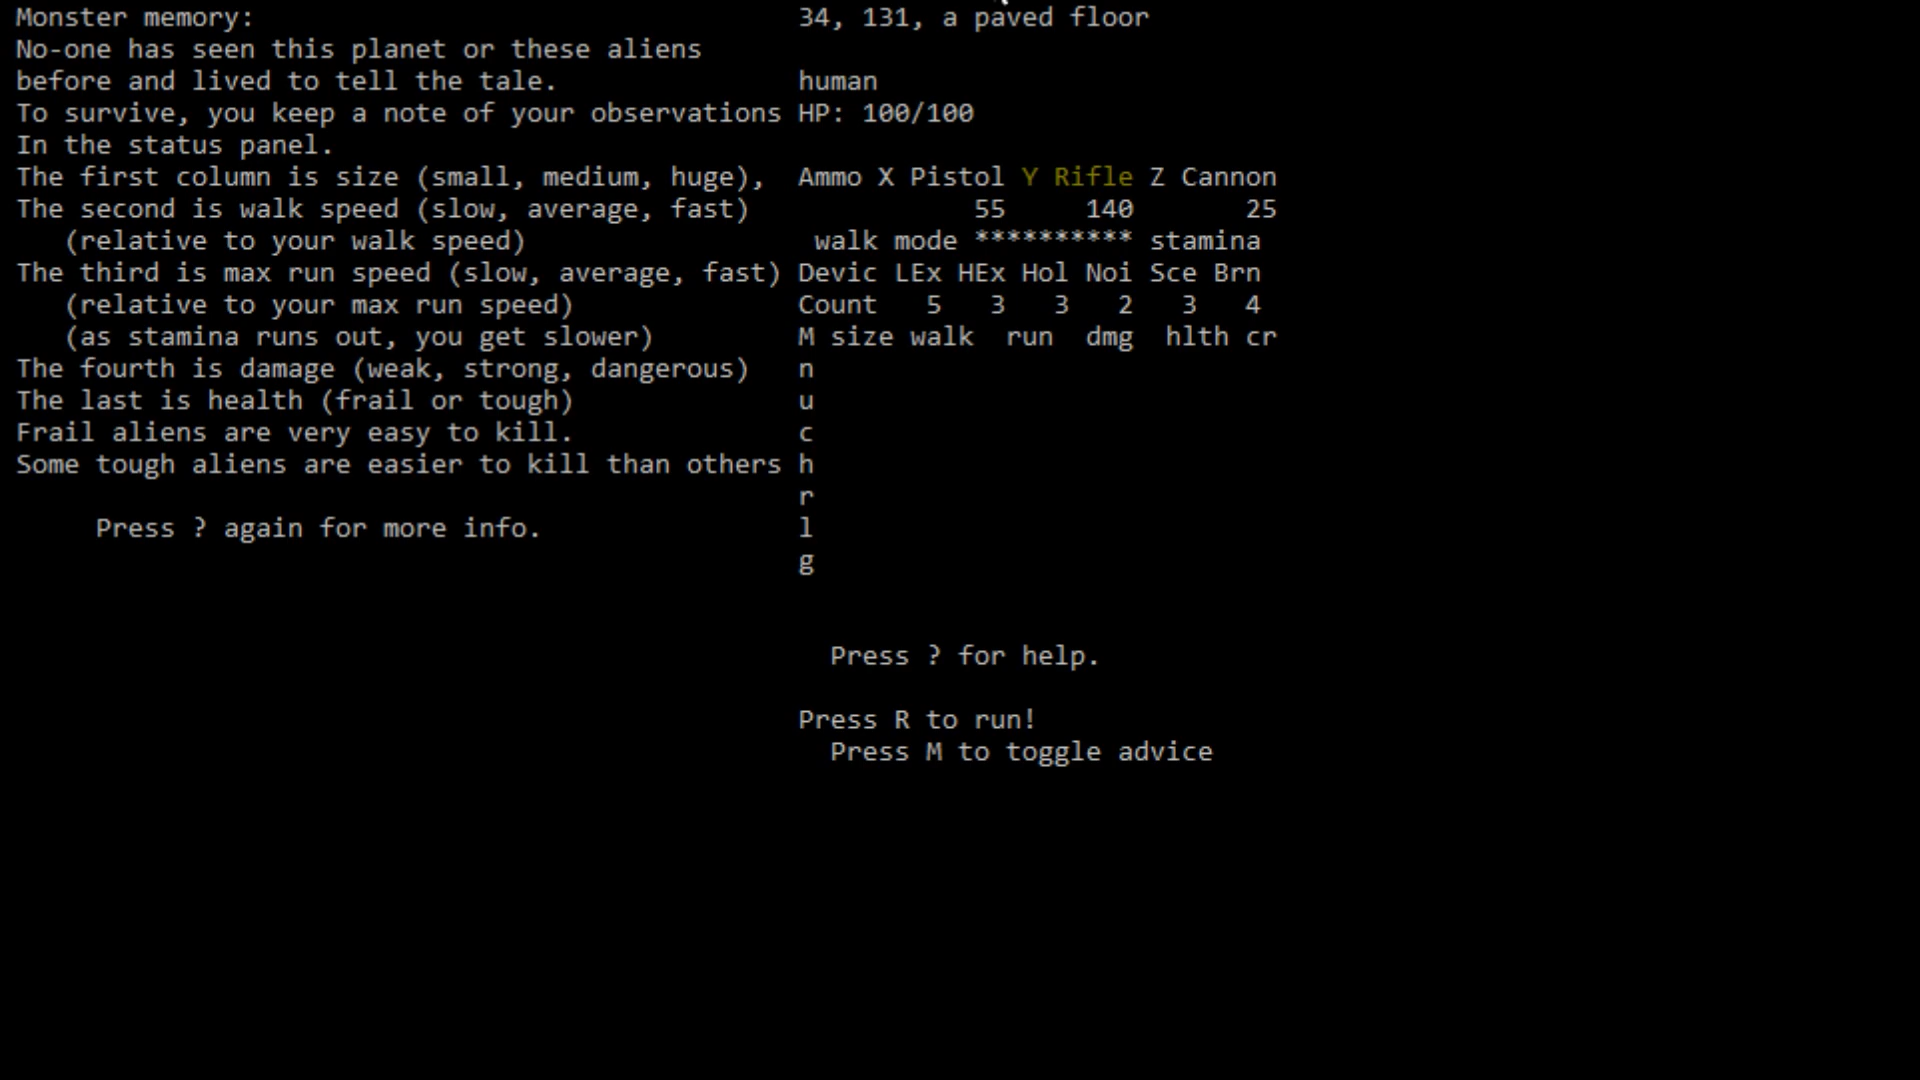 Monster memory:
No-one has seen this planet or these aliens
before and lived to tell the tale.
To survive, you keep a note of your observations
In the status panel.
The first column is size (small, medium, huge),
The second is walk speed (slow, average, fast)
(relative to your walk speed)
The third is max run speed (slow, average, fast)
(relative to your max run speed)
(as stamina runs out, you get slower)
The fourth is damage (weak, strong, dangerous)
The last is health (frail or tough)
Frail aliens are very easy to kill.
Some tough aliens are easier to kill than others
Press ? again for more info.
34, 131, a paved floor
human
HP: 100/100
Ammo X Pistol Y Rifle Z Cannon
55 140 25
walk mode ********** stamina
Devic LEx HEx Hol Noi Sce Brn
Count 5 3 3 2 3 4
M size walk run dmg hlth cr
n
u
c
h
r
l
g
Press ? for help.
Press R to run!
Press M to toggle advice